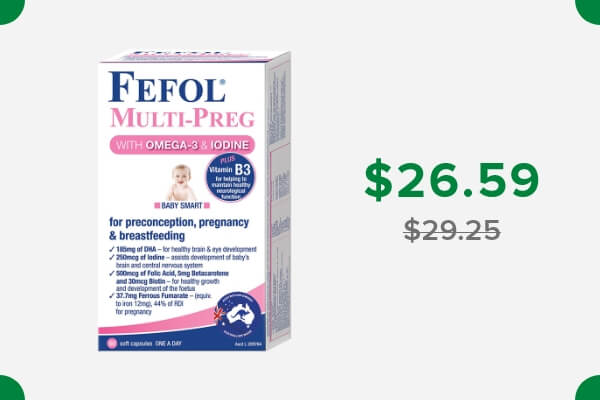 FEFOL®
MULTI-PREG
WITH OMEGA-3 & IODINE
PLUS
Vitamin B3
for helping to
maintain healthy
neurological
function
BABY SMART
for preconception, pregnancy
& breastfeeding
✓ 185mg of DHA – for healthy brain & eye development
✓ 250mcg of Iodine – assists development of baby's
brain and central nervous system
✓ 500mcg of Folic Acid, 5mg Betacarotene
and 30mcg Biotin – for healthy growth
and development of the foetus
✓ 37.7mg Ferrous Fumarate – (equiv.
to iron 12mg, 44% of RDI
for pregnancy
soft capsules ONE A DAY
$26.59
$29.25